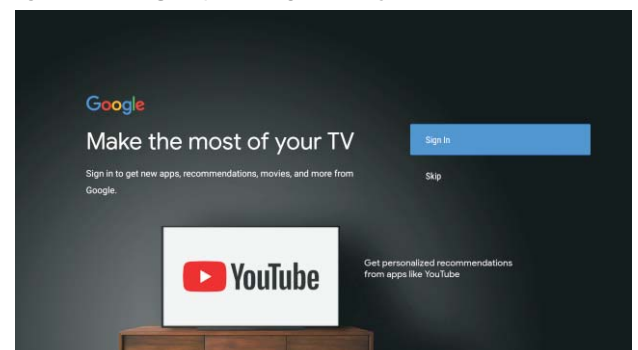 Google
Make the most of your TV
Sign in to get new apps, recommendations, movies, and more from
Google.
Sign In
Skip
YouTube
Get personalized recommendations
from apps like YouTube